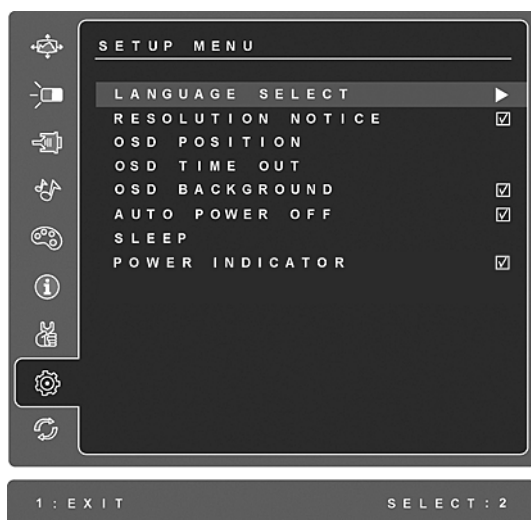 SETUP MENU
LANGUAGE SELECT
RESOLUTION NOTICE
OSD POSITION
OSD TIME OUT
OSD BACKGROUND
AUTO POWER OFF
SLEEP
POWER INDICATOR
1:EXIT SELECT:2